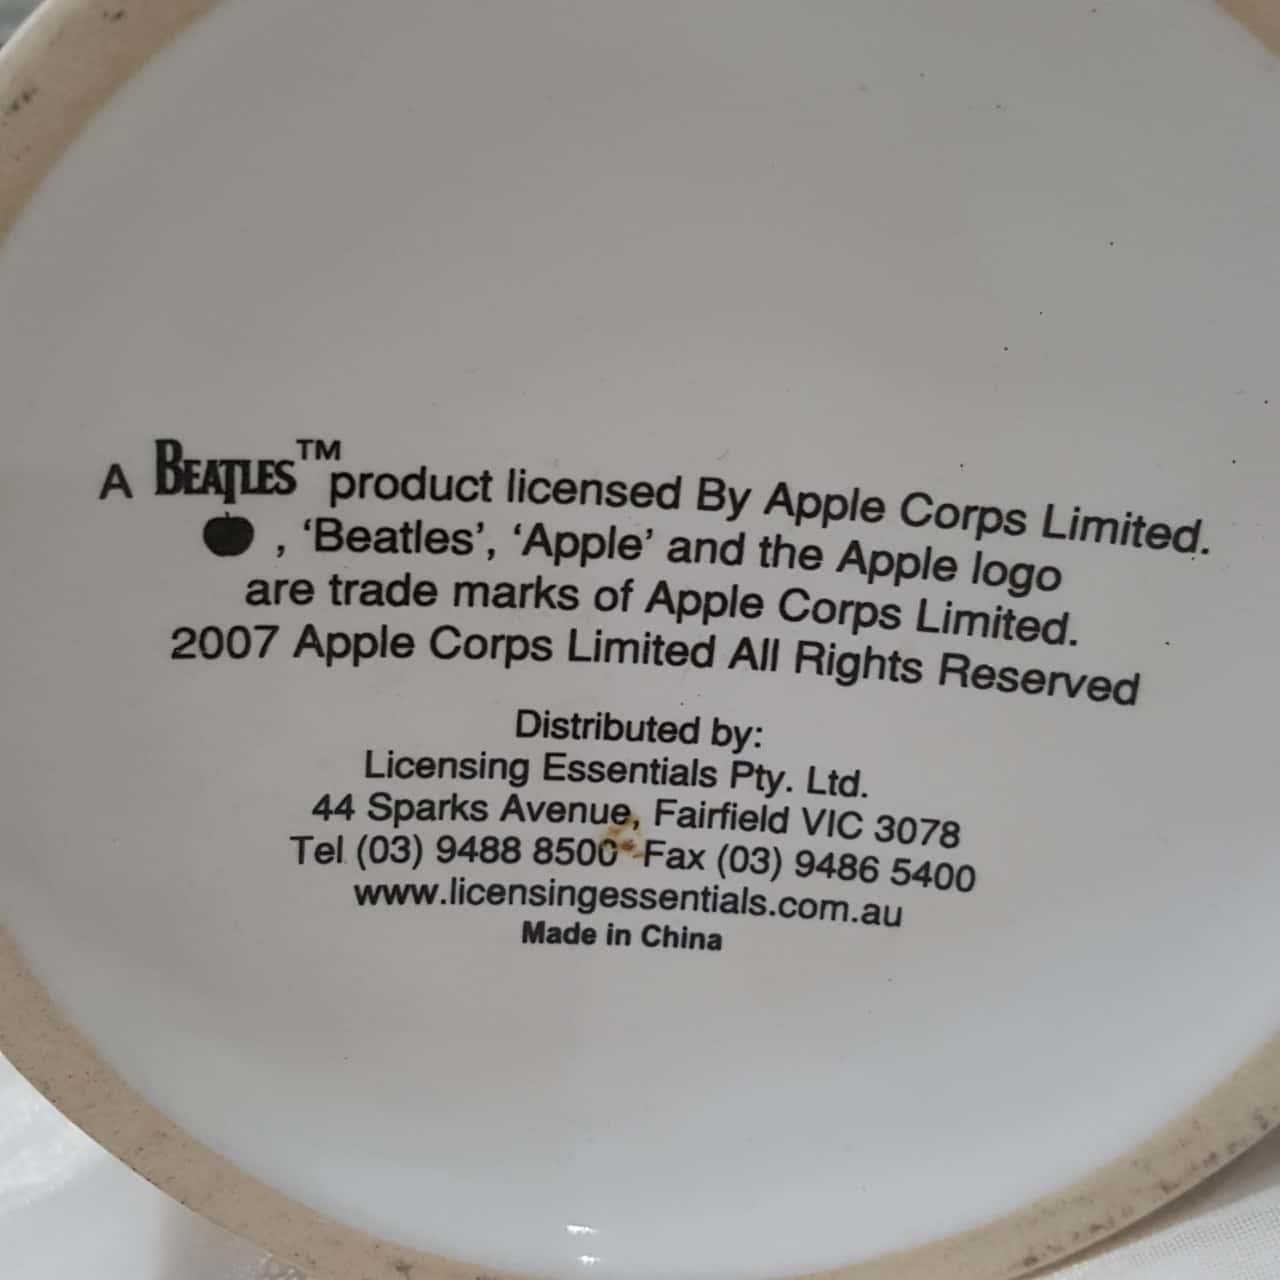 A BEATLES™ product licensed By Apple Corps Limited.
, ‘Beatles’, ‘Apple’ and the Apple logo
are trade marks of Apple Corps Limited.
2007 Apple Corps Limited All Rights Reserved
Distributed by:
Licensing Essentials Pty. Ltd.
44 Sparks Avenue, Fairfield VIC 3078
Tel (03) 9488 8500 Fax (03) 9486 5400
www.licensingessentials.com.au
Made in China